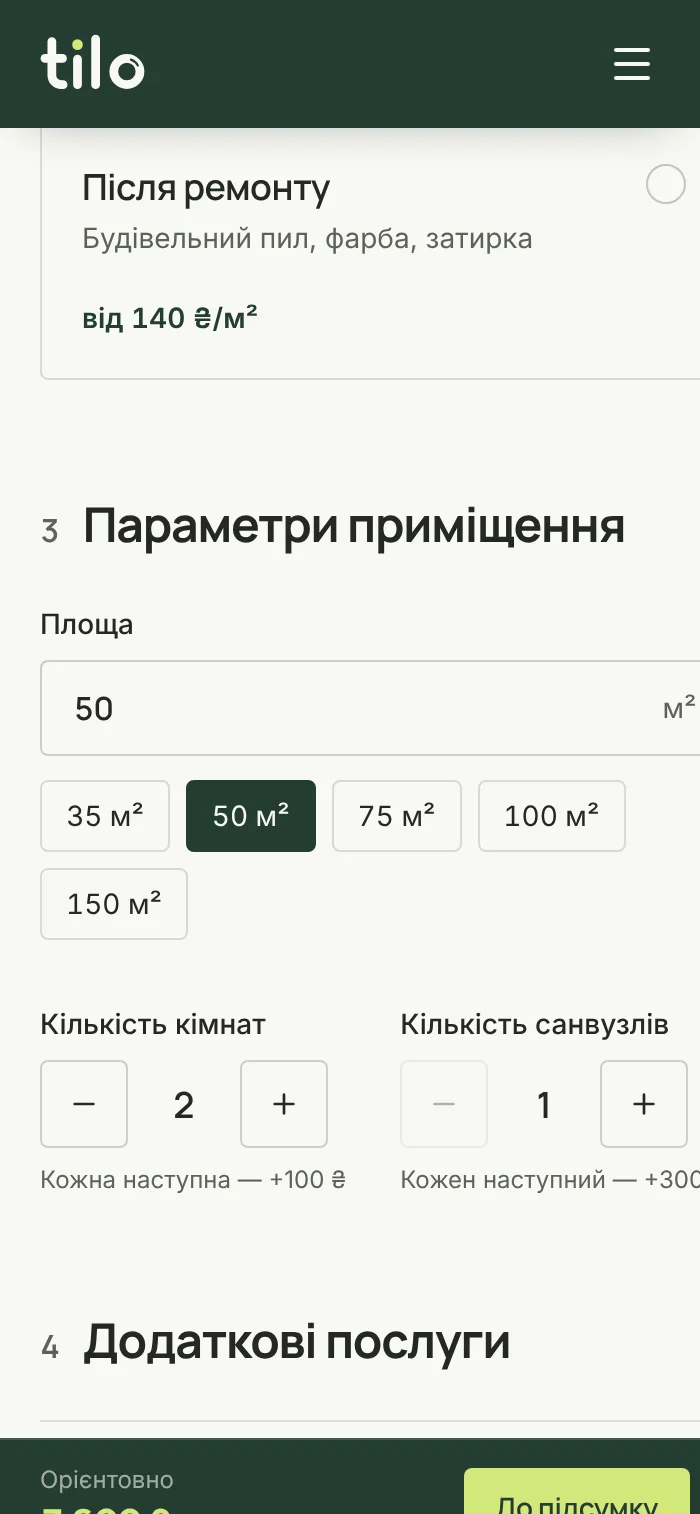 tilo
Після ремонту
Будівельний пил, фарба, затирка
від 140 ₴/м²
3 Параметри приміщення
Площа
50 м²
35 м² 50 м² 75 м² 100 м²
150 м²
Кількість кімнат Кількість санвузлів
− 2 + − 1 +
Кожна наступна — +100 ₴ Кожен наступний — +300
4 Додаткові послуги
Орієнтовно
До підсумку